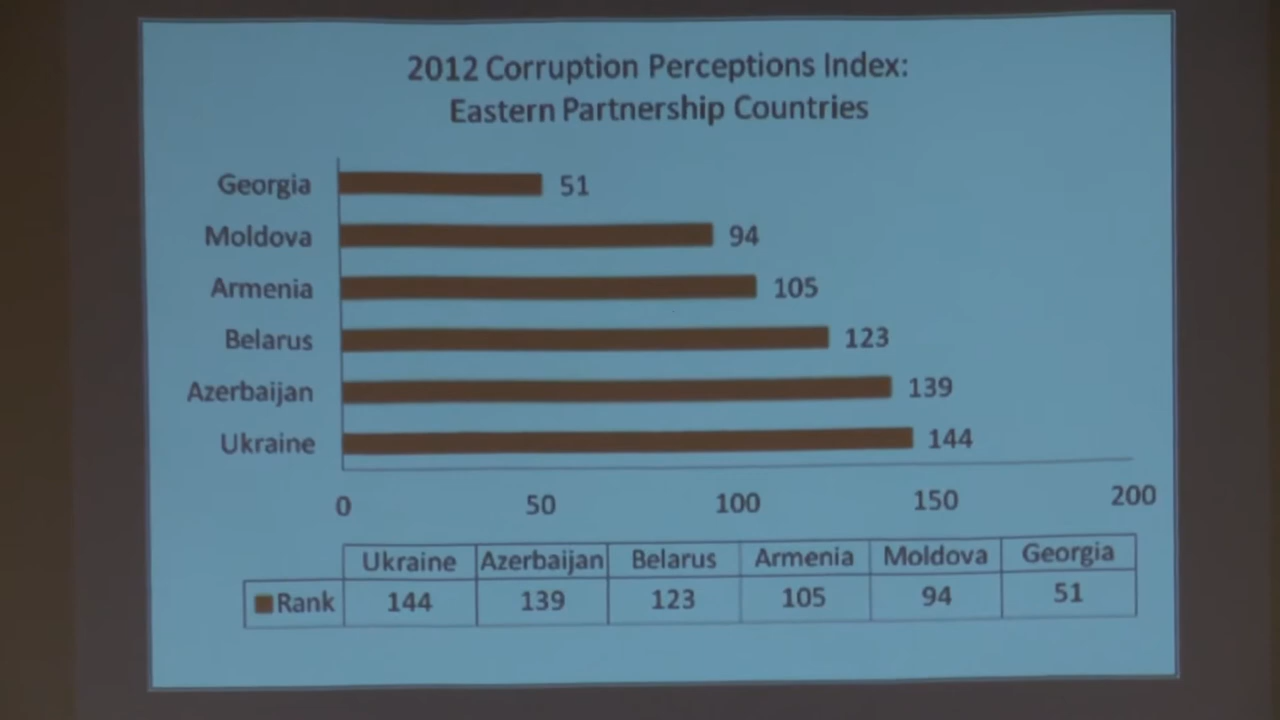 2012 Corruption Perceptions Index:
Eastern Partnership Countries
Georgia 51
Moldova 94
Armenia 105
Belarus 123
Azerbaijan 139
Ukraine 144
0 50 100 150 200
Ukraine Azerbaijan Belarus Armenia Moldova Georgia
Rank 144 139 123 105 94 51